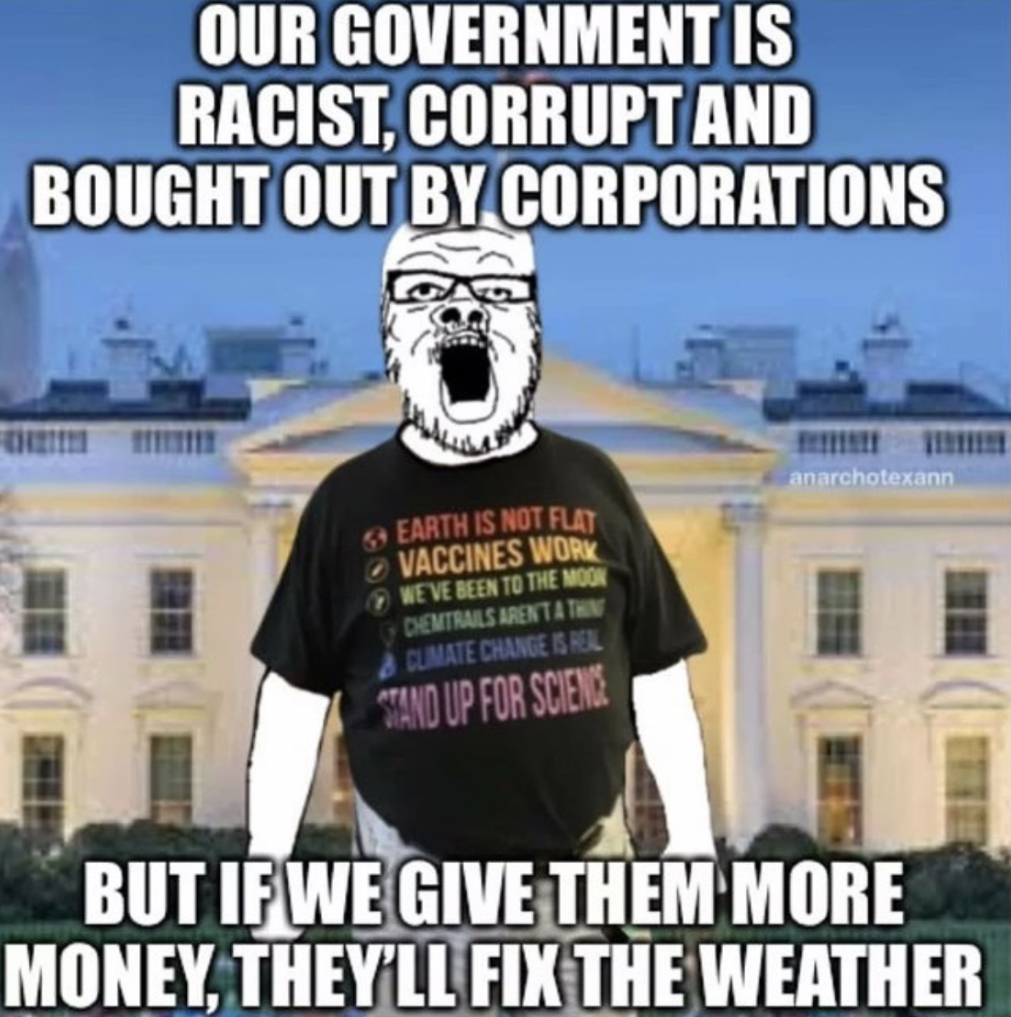 OUR GOVERNMENT IS
RACIST, CORRUPT AND
BOUGHT OUT BY CORPORATIONS
anarchotexann
EARTH IS NOT FLAT
VACCINES WORK
WE'VE BEEN TO THE MOON
CHEMTRAILS AREN'T A THING
CLIMATE CHANGE IS REAL
STAND UP FOR SCIENCE
BUT IF WE GIVE THEM MORE
MONEY, THEY'LL FIX THE WEATHER